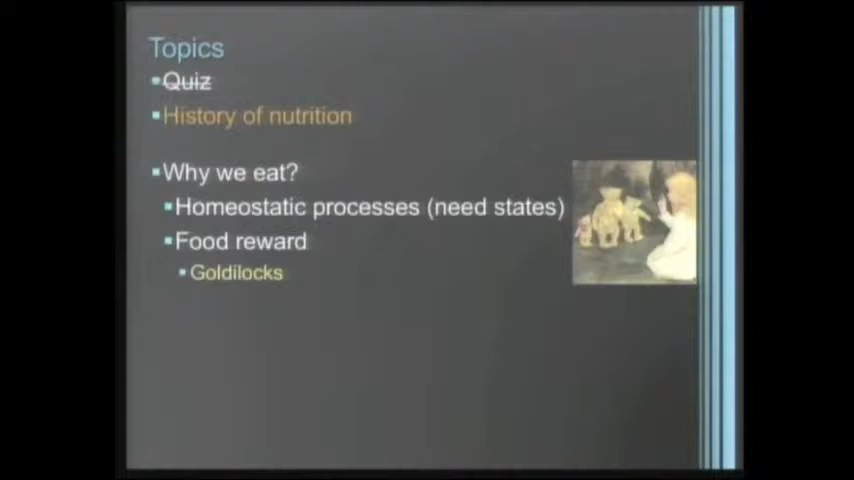 Topics
Quiz
History of nutrition
Why we eat?
Homeostatic processes (need states)
Food reward
Goldilocks